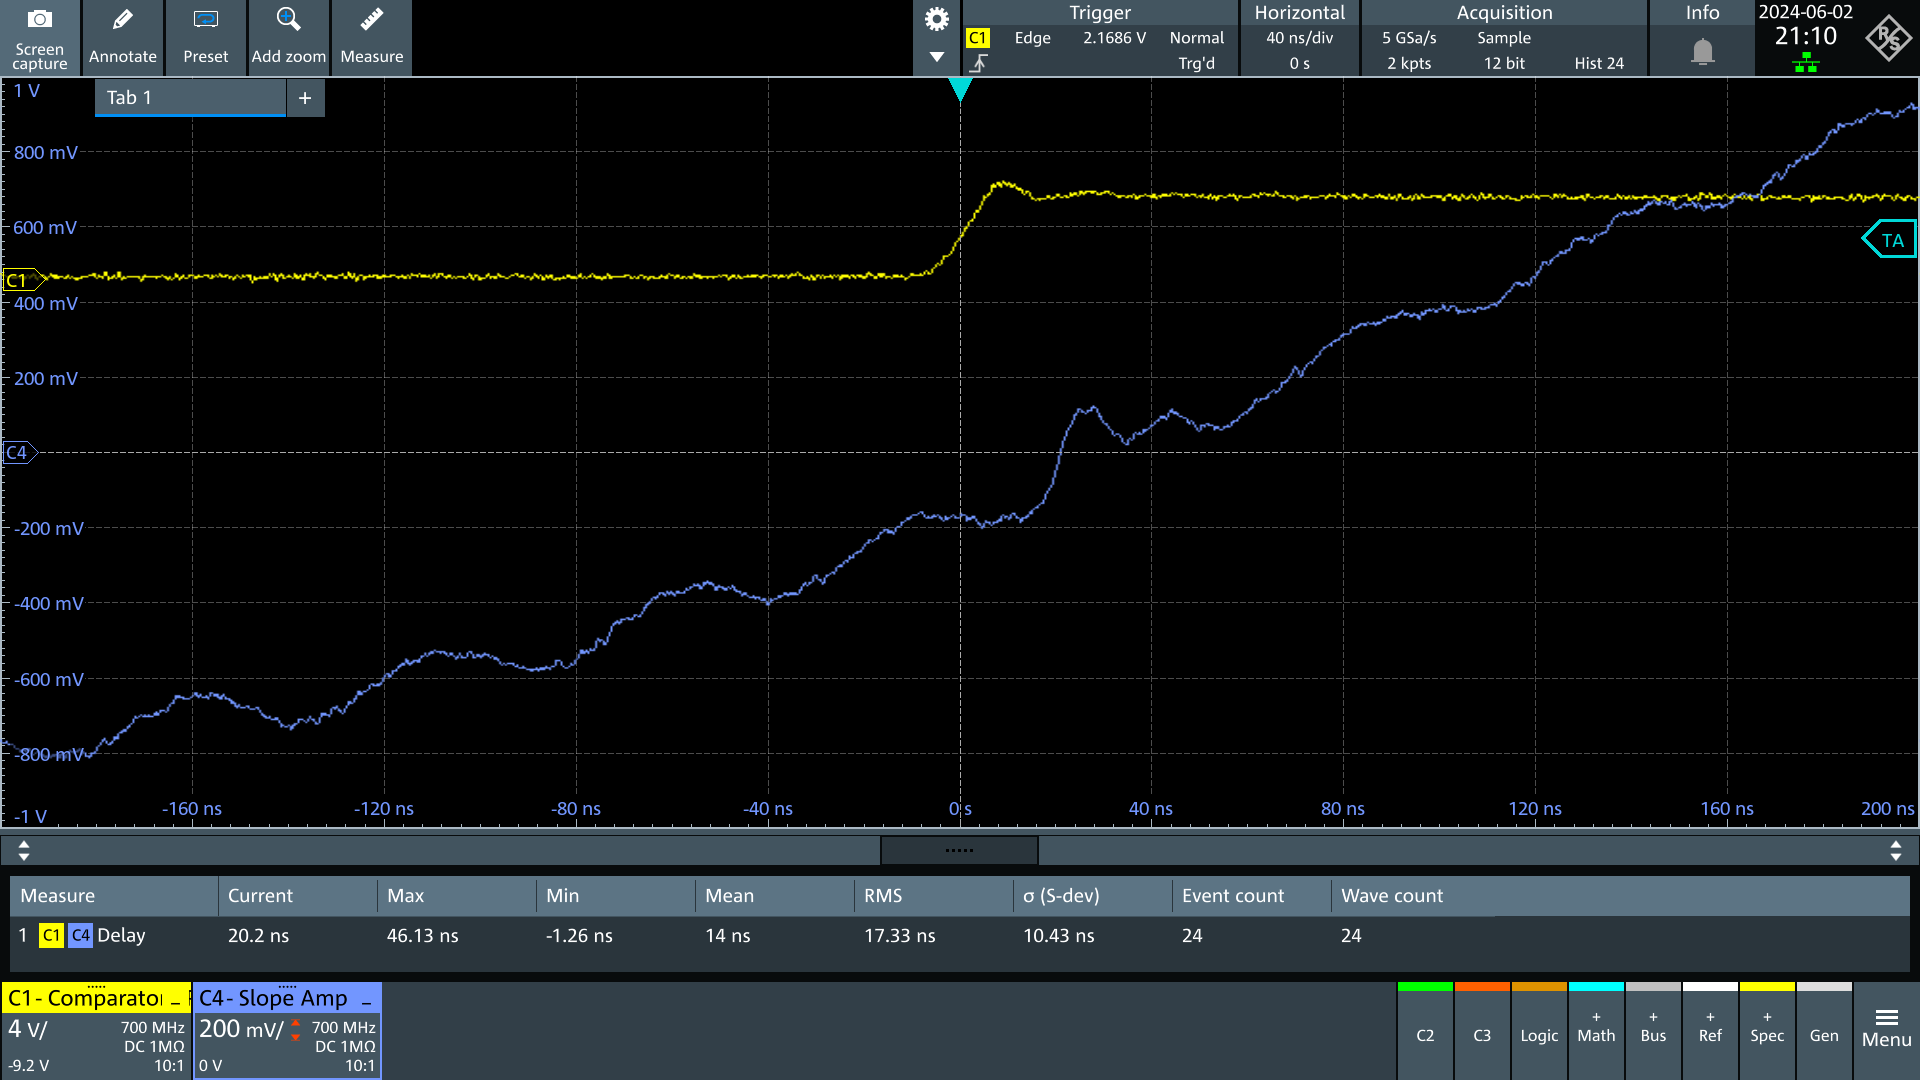 Screen capture
Annotate
Preset
Add zoom
Measure
Trigger
C1 Edge 2.1686 V Normal
Trg'd
Horizontal
40 ns/div
0 s
Acquisition
5 GSa/s Sample
2 kpts 12 bit Hist 24
Info
2024-06-02
21:10
R S
Tab 1 +
1 V
800 mV
600 mV
C1
400 mV
200 mV
C4
-200 mV
-400 mV
-600 mV
-800 mV
-1 V
TA
-160 ns -120 ns -80 ns -40 ns 0 s 40 ns 80 ns 120 ns 160 ns 200 ns
Measure Current Max Min Mean RMS σ (S-dev) Event count Wave count
1 C1 C4 Delay 20.2 ns 46.13 ns -1.26 ns 14 ns 17.33 ns 10.43 ns 24 24
C1 - Comparator
4 V/ 700 MHz
DC 1MΩ
-9.2 V 10:1
C4 - Slope Amp
200 mV/ 700 MHz
DC 1MΩ
0 V 10:1
C2
C3
Logic
+ Math
+ Bus
+ Ref
+ Spec
Gen
Menu